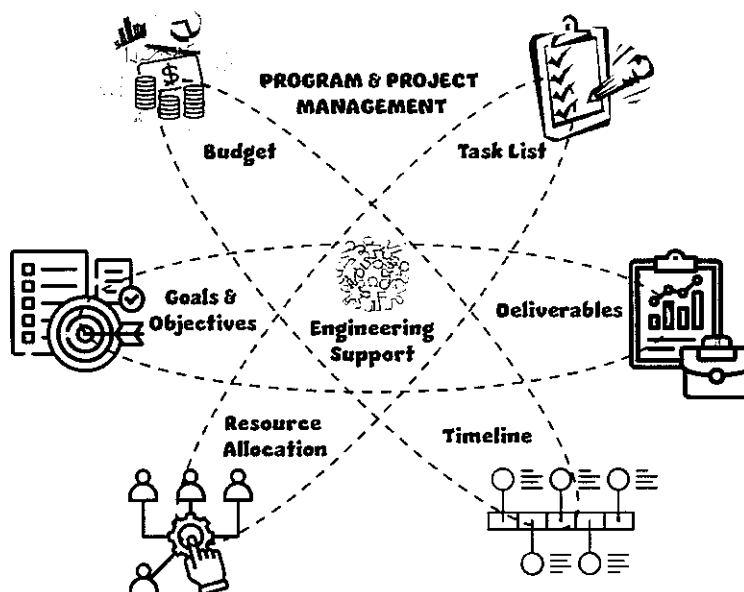 PROGRAM & PROJECT
MANAGEMENT
Budget
Task List
Goals &
Objectives
Engineering
Support
Deliverables
Resource
Allocation
Timeline
$